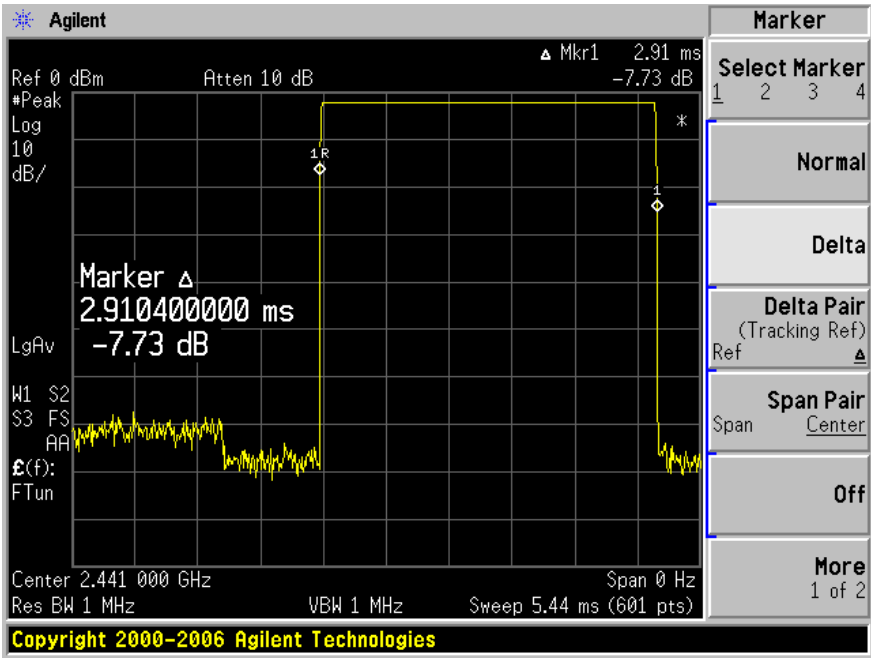 Agilent
Marker
Δ Mkr1 2.91 ms
Ref 0 dBm Atten 10 dB −7.73 dB
#Peak
Log
10
dB/
1R
1
*
Marker Δ
2.910400000 ms
−7.73 dB
LgAv
W1 S2
S3 FS
AA
£(f):
FTun
Center 2.441 000 GHz Span 0 Hz
Res BW 1 MHz VBW 1 MHz Sweep 5.44 ms (601 pts)
Copyright 2000–2006 Agilent Technologies
Select Marker
1 2 3 4
Normal
Delta
Delta Pair
(Tracking Ref)
Ref Δ
Span Pair
Span Center
Off
More
1 of 2